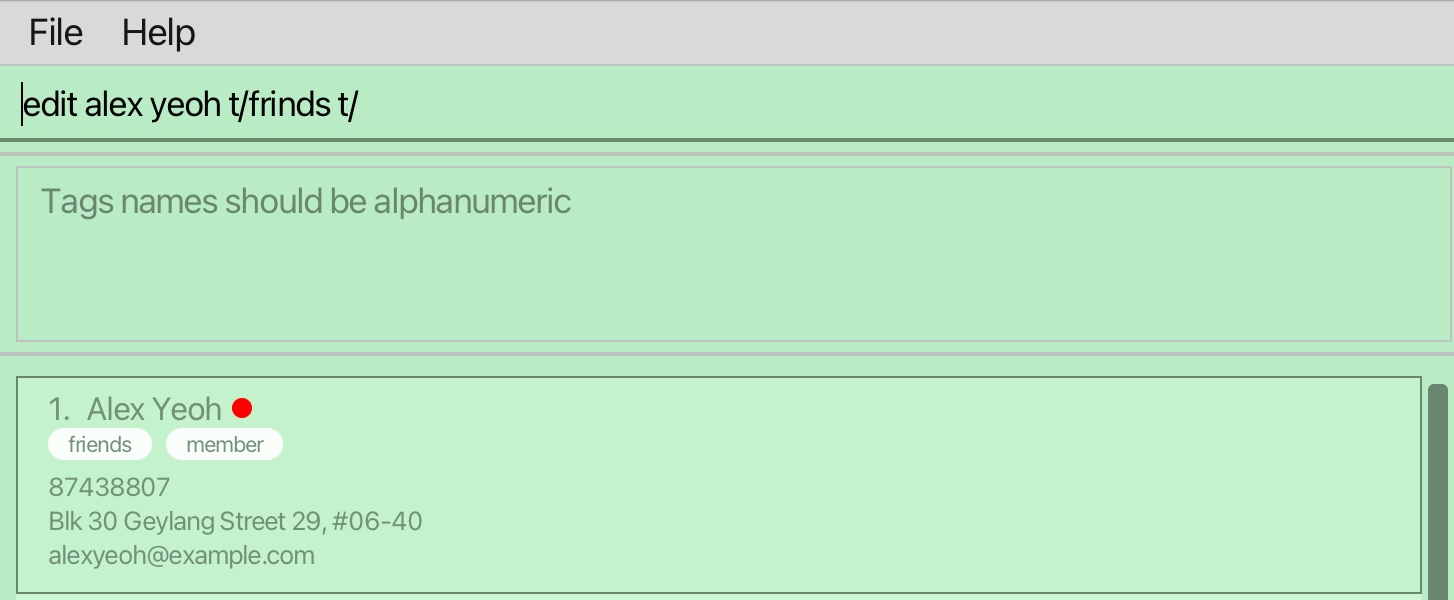 File Help
edit alex yeoh t/frinds t/
Tags names should be alphanumeric
1. Alex Yeoh
friends member
87438807
Blk 30 Geylang Street 29, #06-40
alexyeoh@example.com